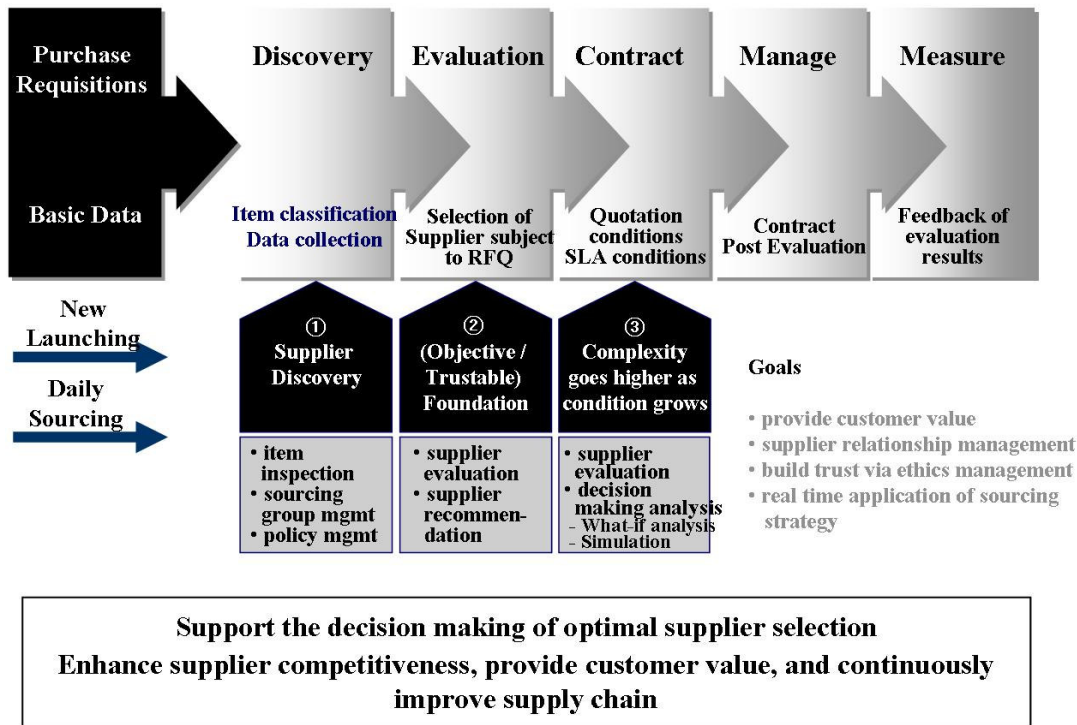 Purchase
Requisitions
Basic Data
Discovery
Item classification
Data collection
Evaluation
Selection of
Supplier subject
to RFQ
Contract
Quotation
conditions
SLA conditions
Manage
Contract
Post Evaluation
Measure
Feedback of
evaluation
results
New
Launching
Daily
Sourcing
①
Supplier
Discovery
• item
inspection
• sourcing
group mgmt
• policy mgmt
②
(Objective /
Trustable)
Foundation
• supplier
evaluation
• supplier
recommen-
dation
③
Complexity
goes higher as
condition grows
• supplier
evaluation
• decision
making analysis
- What-if analysis
- Simulation
Goals
• provide customer value
• supplier relationship management
• build trust via ethics management
• real time application of sourcing
strategy
Support the decision making of optimal supplier selection
Enhance supplier competitiveness, provide customer value, and continuously
improve supply chain